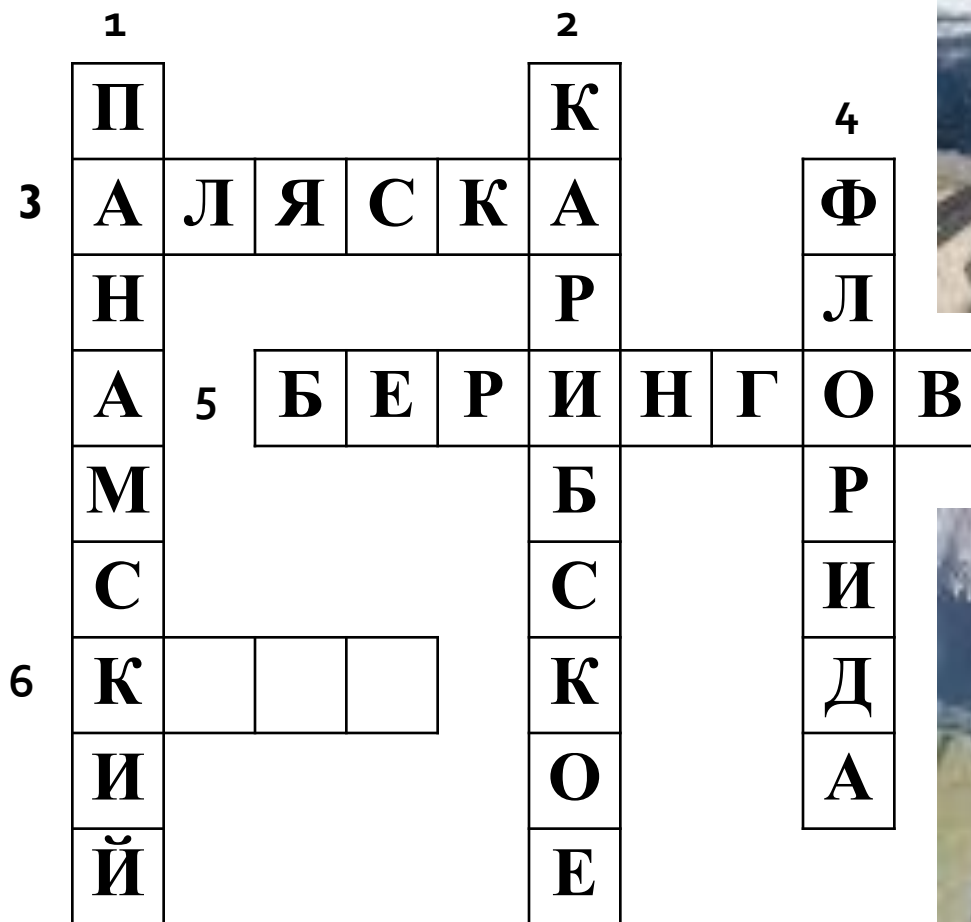 1 2
П К 4
3 А Л Я С К А Ф
Н Р Л
А 5 Б Е Р И Н Г О В
М Б Р
С С И
6 К К Д
И О А
Й Е